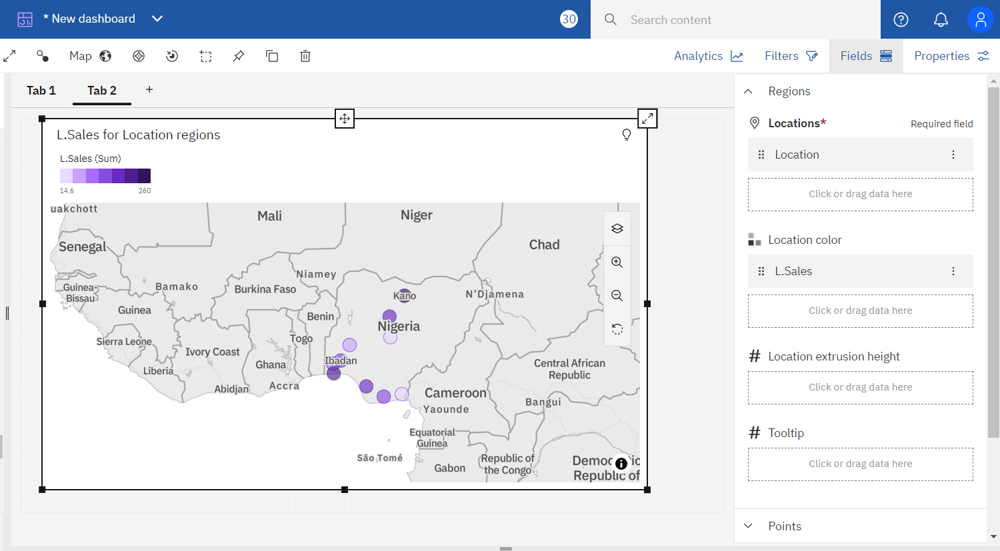 * New dashboard
30
Search content
Map
Analytics
Filters
Fields
Properties
Tab 1
Tab 2
+
L.Sales for Location regions
L.Sales (Sum)
14.6
260
uakchott
Mali
Niger
Chad
Senegal
Niamey
Guinea-
Bissau
Bamako
Burkina Faso
Kano
N'Djamena
Guinea
Benin
Nigeria
Sierra Leone
Togo
Ivory Coast
Ibadan
Ghana
Liberia
Central African
Republic
Abidjan
Accra
Cameroon
Bangui
Yaounde
Equatorial
Guinea
São Tomé
Gabon
Republic of
the Congo
Democ
tic
Republic of
Regions
Locations*
Required field
Location
Click or drag data here
Location color
L.Sales
Click or drag data here
# Location extrusion height
Click or drag data here
# Tooltip
Click or drag data here
Points